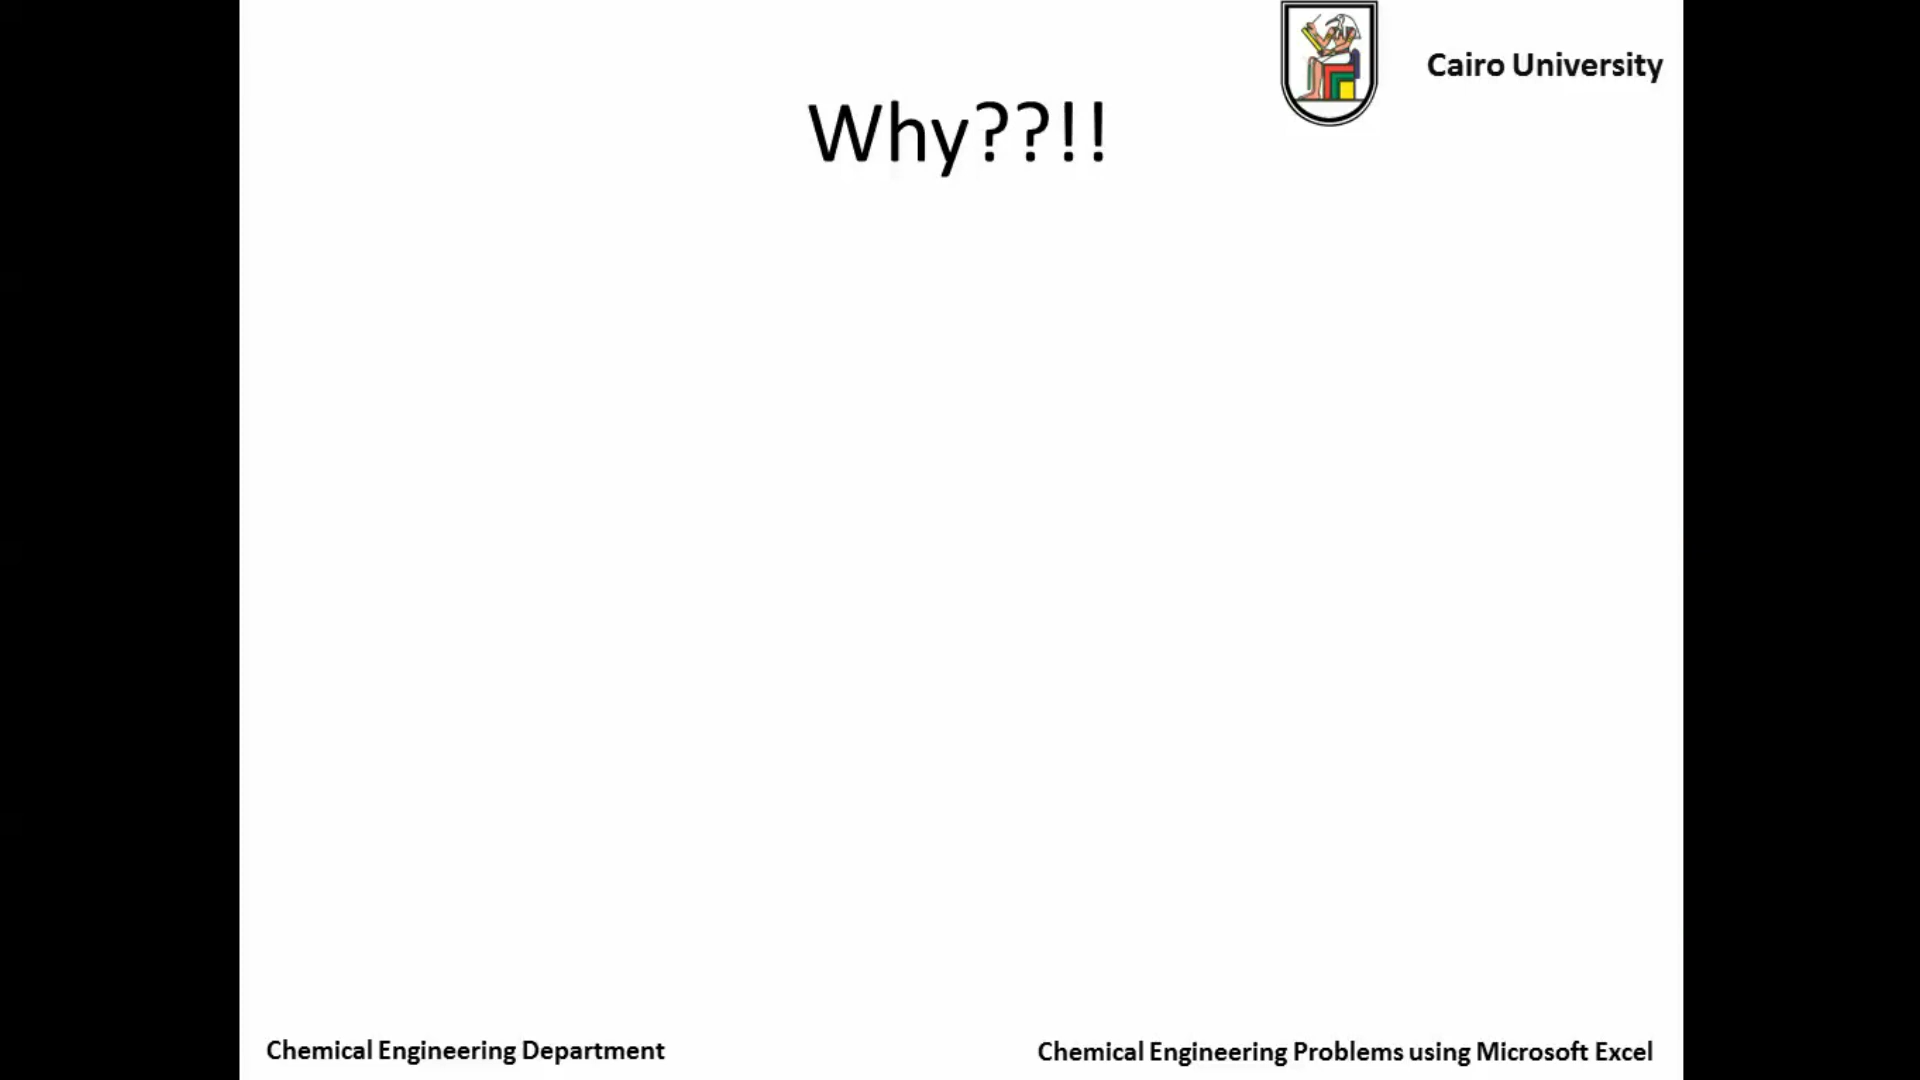 Cairo University
Why??!!
Chemical Engineering Department
Chemical Engineering Problems using Microsoft Excel